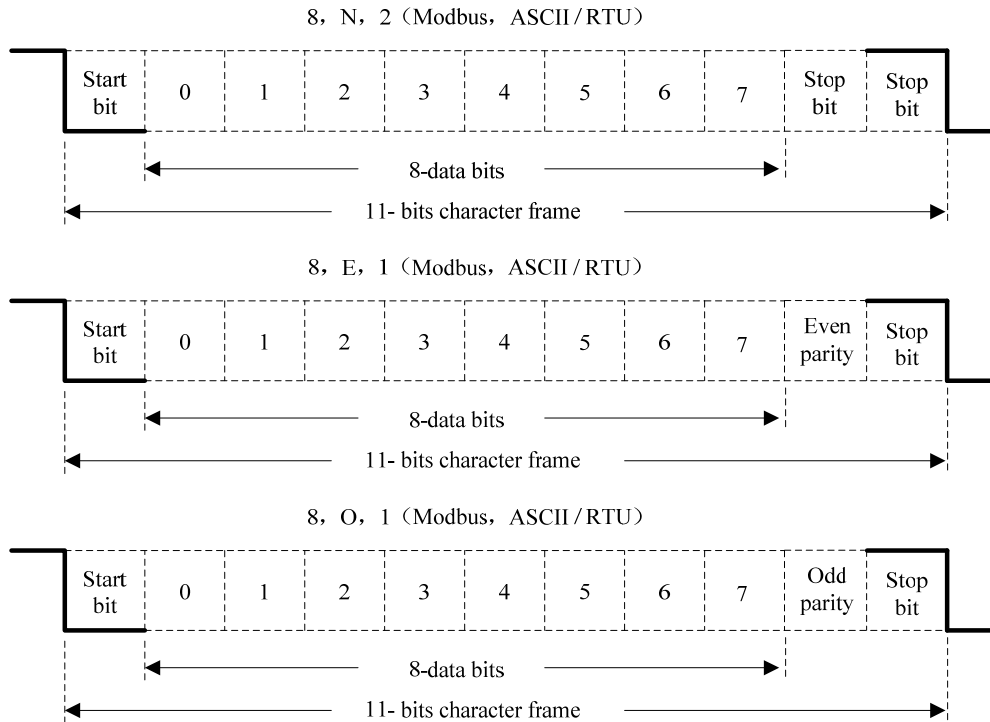 8, N, 2 (Modbus, ASCII/RTU)
Start bit 0 1 2 3 4 5 6 7 Stop bit Stop bit
8-data bits
11- bits character frame
8, E, 1 (Modbus, ASCII/RTU)
Start bit 0 1 2 3 4 5 6 7 Even parity Stop bit
8-data bits
11- bits character frame
8, O, 1 (Modbus, ASCII/RTU)
Start bit 0 1 2 3 4 5 6 7 Odd parity Stop bit
8-data bits
11- bits character frame